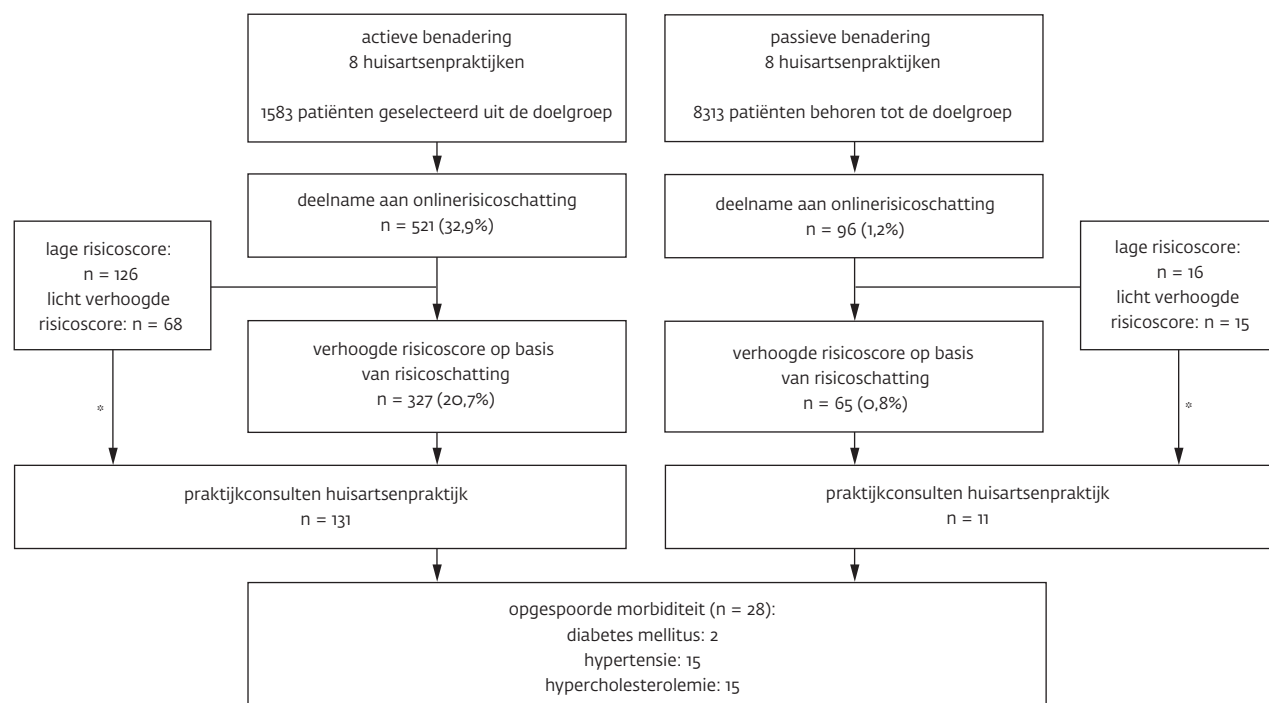 actieve benadering
8 huisartsenpraktijken
1583 patiënten geselecteerd uit de doelgroep
passieve benadering
8 huisartsenpraktijken
8313 patiënten behoren tot de doelgroep
deelname aan onlinerisicoschatting
n = 521 (32,9%)
deelname aan onlinerisicoschatting
n = 96 (1,2%)
lage risicoscore:
n = 126
licht verhoogde
risicoscore: n = 68
lage risicoscore:
n = 16
licht verhoogde
risicoscore: n = 15
verhoogde risicoscore op basis
van risicoschatting
n = 327 (20,7%)
verhoogde risicoscore op basis
van risicoschatting
n = 65 (0,8%)
*
*
praktijkconsulten huisartsenpraktijk
n = 131
praktijkconsulten huisartsenpraktijk
n = 11
opgespoorde morbiditeit (n = 28):
diabetes mellitus: 2
hypertensie: 15
hypercholesterolemie: 15